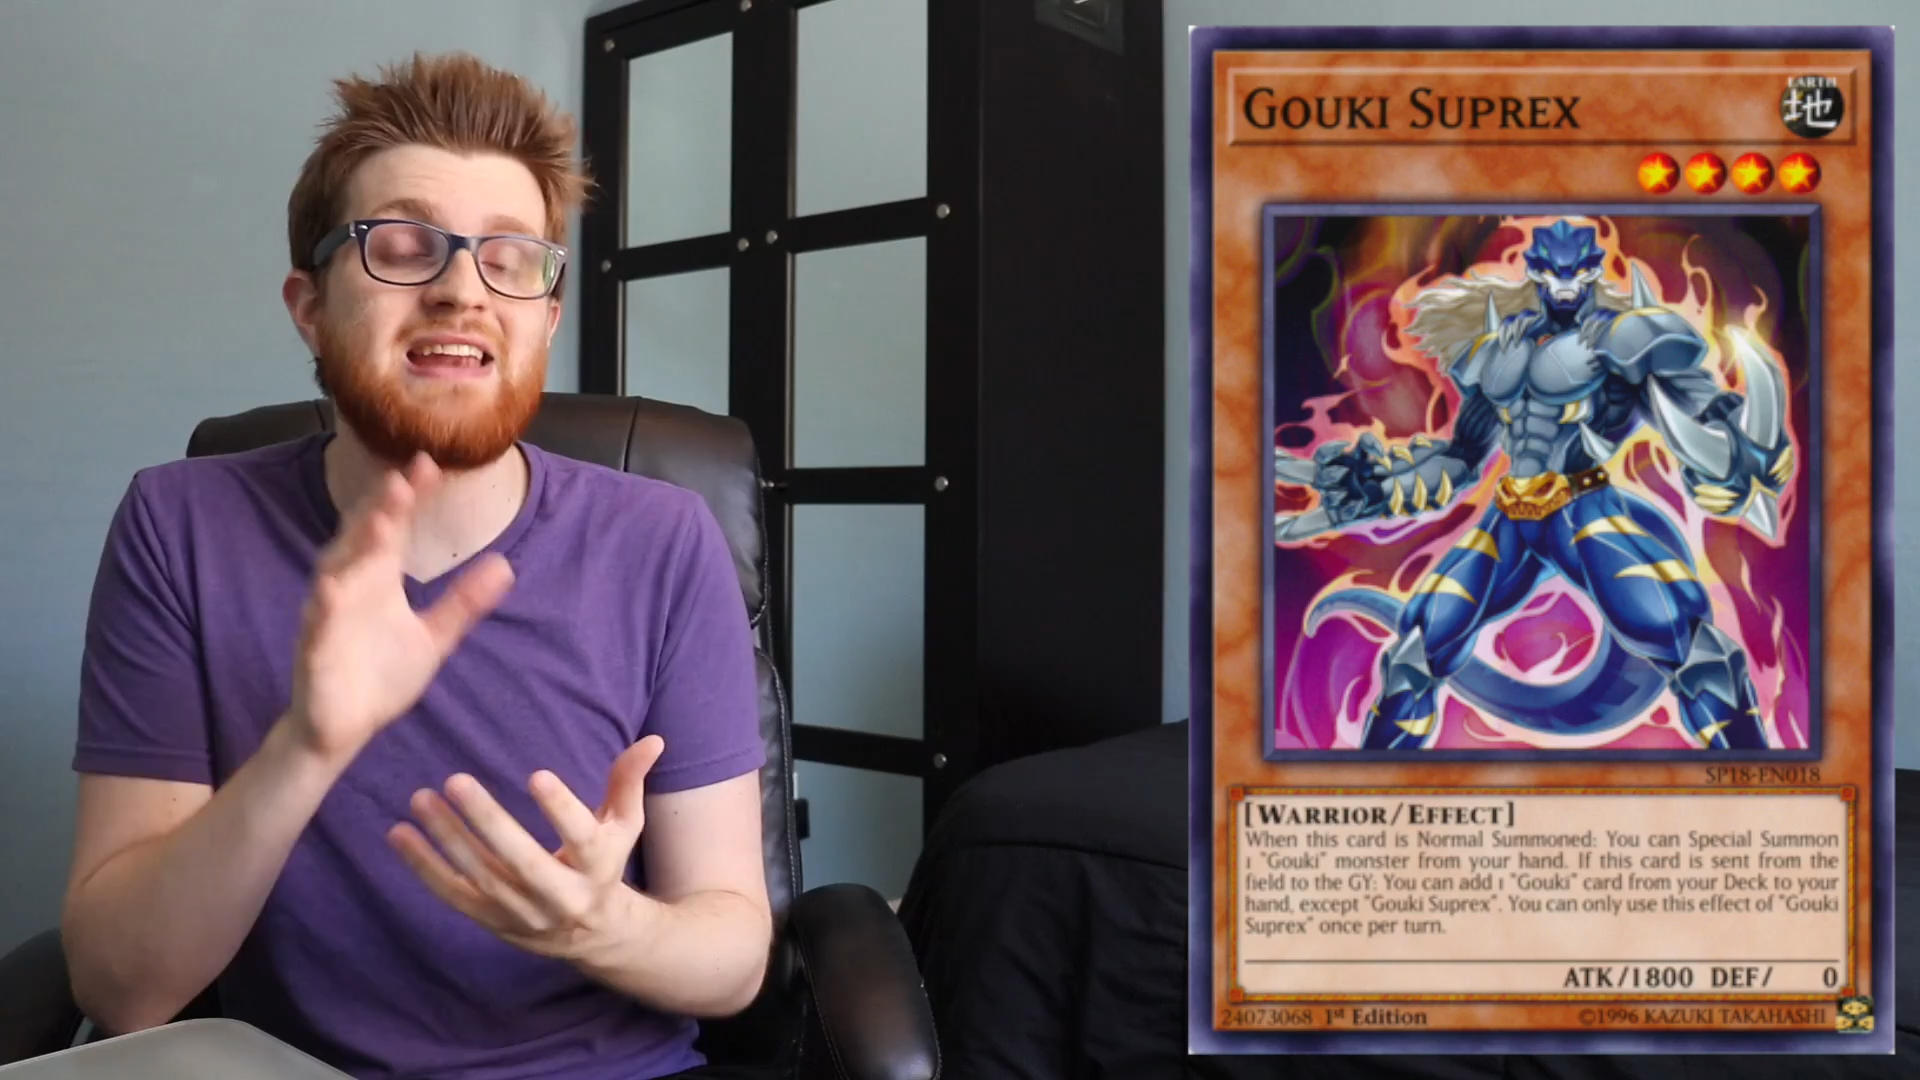 GOUKI SUPREX
EARTH
地
SP18-EN018
[WARRIOR/EFFECT]
When this card is Normal Summoned: You can Special Summon
1 "Gouki" monster from your hand. If this card is sent from the
field to the GY: You can add 1 "Gouki" card from your Deck to your
hand, except "Gouki Suprex". You can only use this effect of "Gouki
Suprex" once per turn.
ATK/1800 DEF/ 0
24073068 1st Edition ©1996 KAZUKI TAKAHASHI